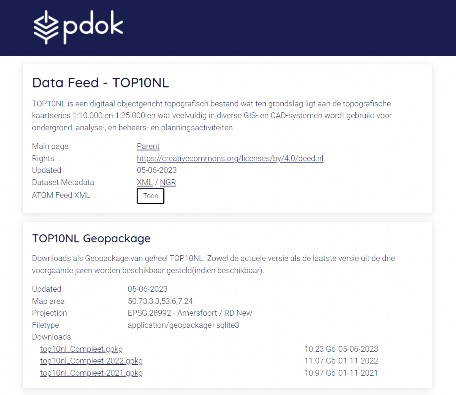 pdok
Data Feed - TOP10NL
TOP10NL is een digitaal objectgericht topografisch bestand wat ten grondslag ligt aan de topografische
kaartseries 1:10.000 en 1:25.000 en wat veelvuldig in diverse GIS- en CAD-systemen wordt gebruikt voor
ondergrond, analyse-, en beheers- en planningsactiviteiten.
Main page Parent
Rights https://creativecommons.org/licenses/by/4.0/deed.nl
Updated 05-06-2023
Dataset Metadata XML / NGR
ATOM Feed XML Toon
TOP10NL Geopackage
Downloads als Geopackage van geheel TOP10NL. Zowel de actuele versie als de laatste versie uit de drie
voorgaande jaren worden beschikbaar gesteld(indien beschikbaar).
Updated 05-06-2023
Map area 50.73,3.3,53.6,7.24
Projection EPSG:28992 - Amersfoort / RD New
Filetype application/geopackage+sqlite3
Downloads
top10nl_Compleet.gpkg 10.23 Gb 05-06-2023
top10nl_Compleet-2022.gpkg 11.07 Gb 01-11-2022
top10nl_Compleet-2021.gpkg 10.97 Gb 01-11-2021